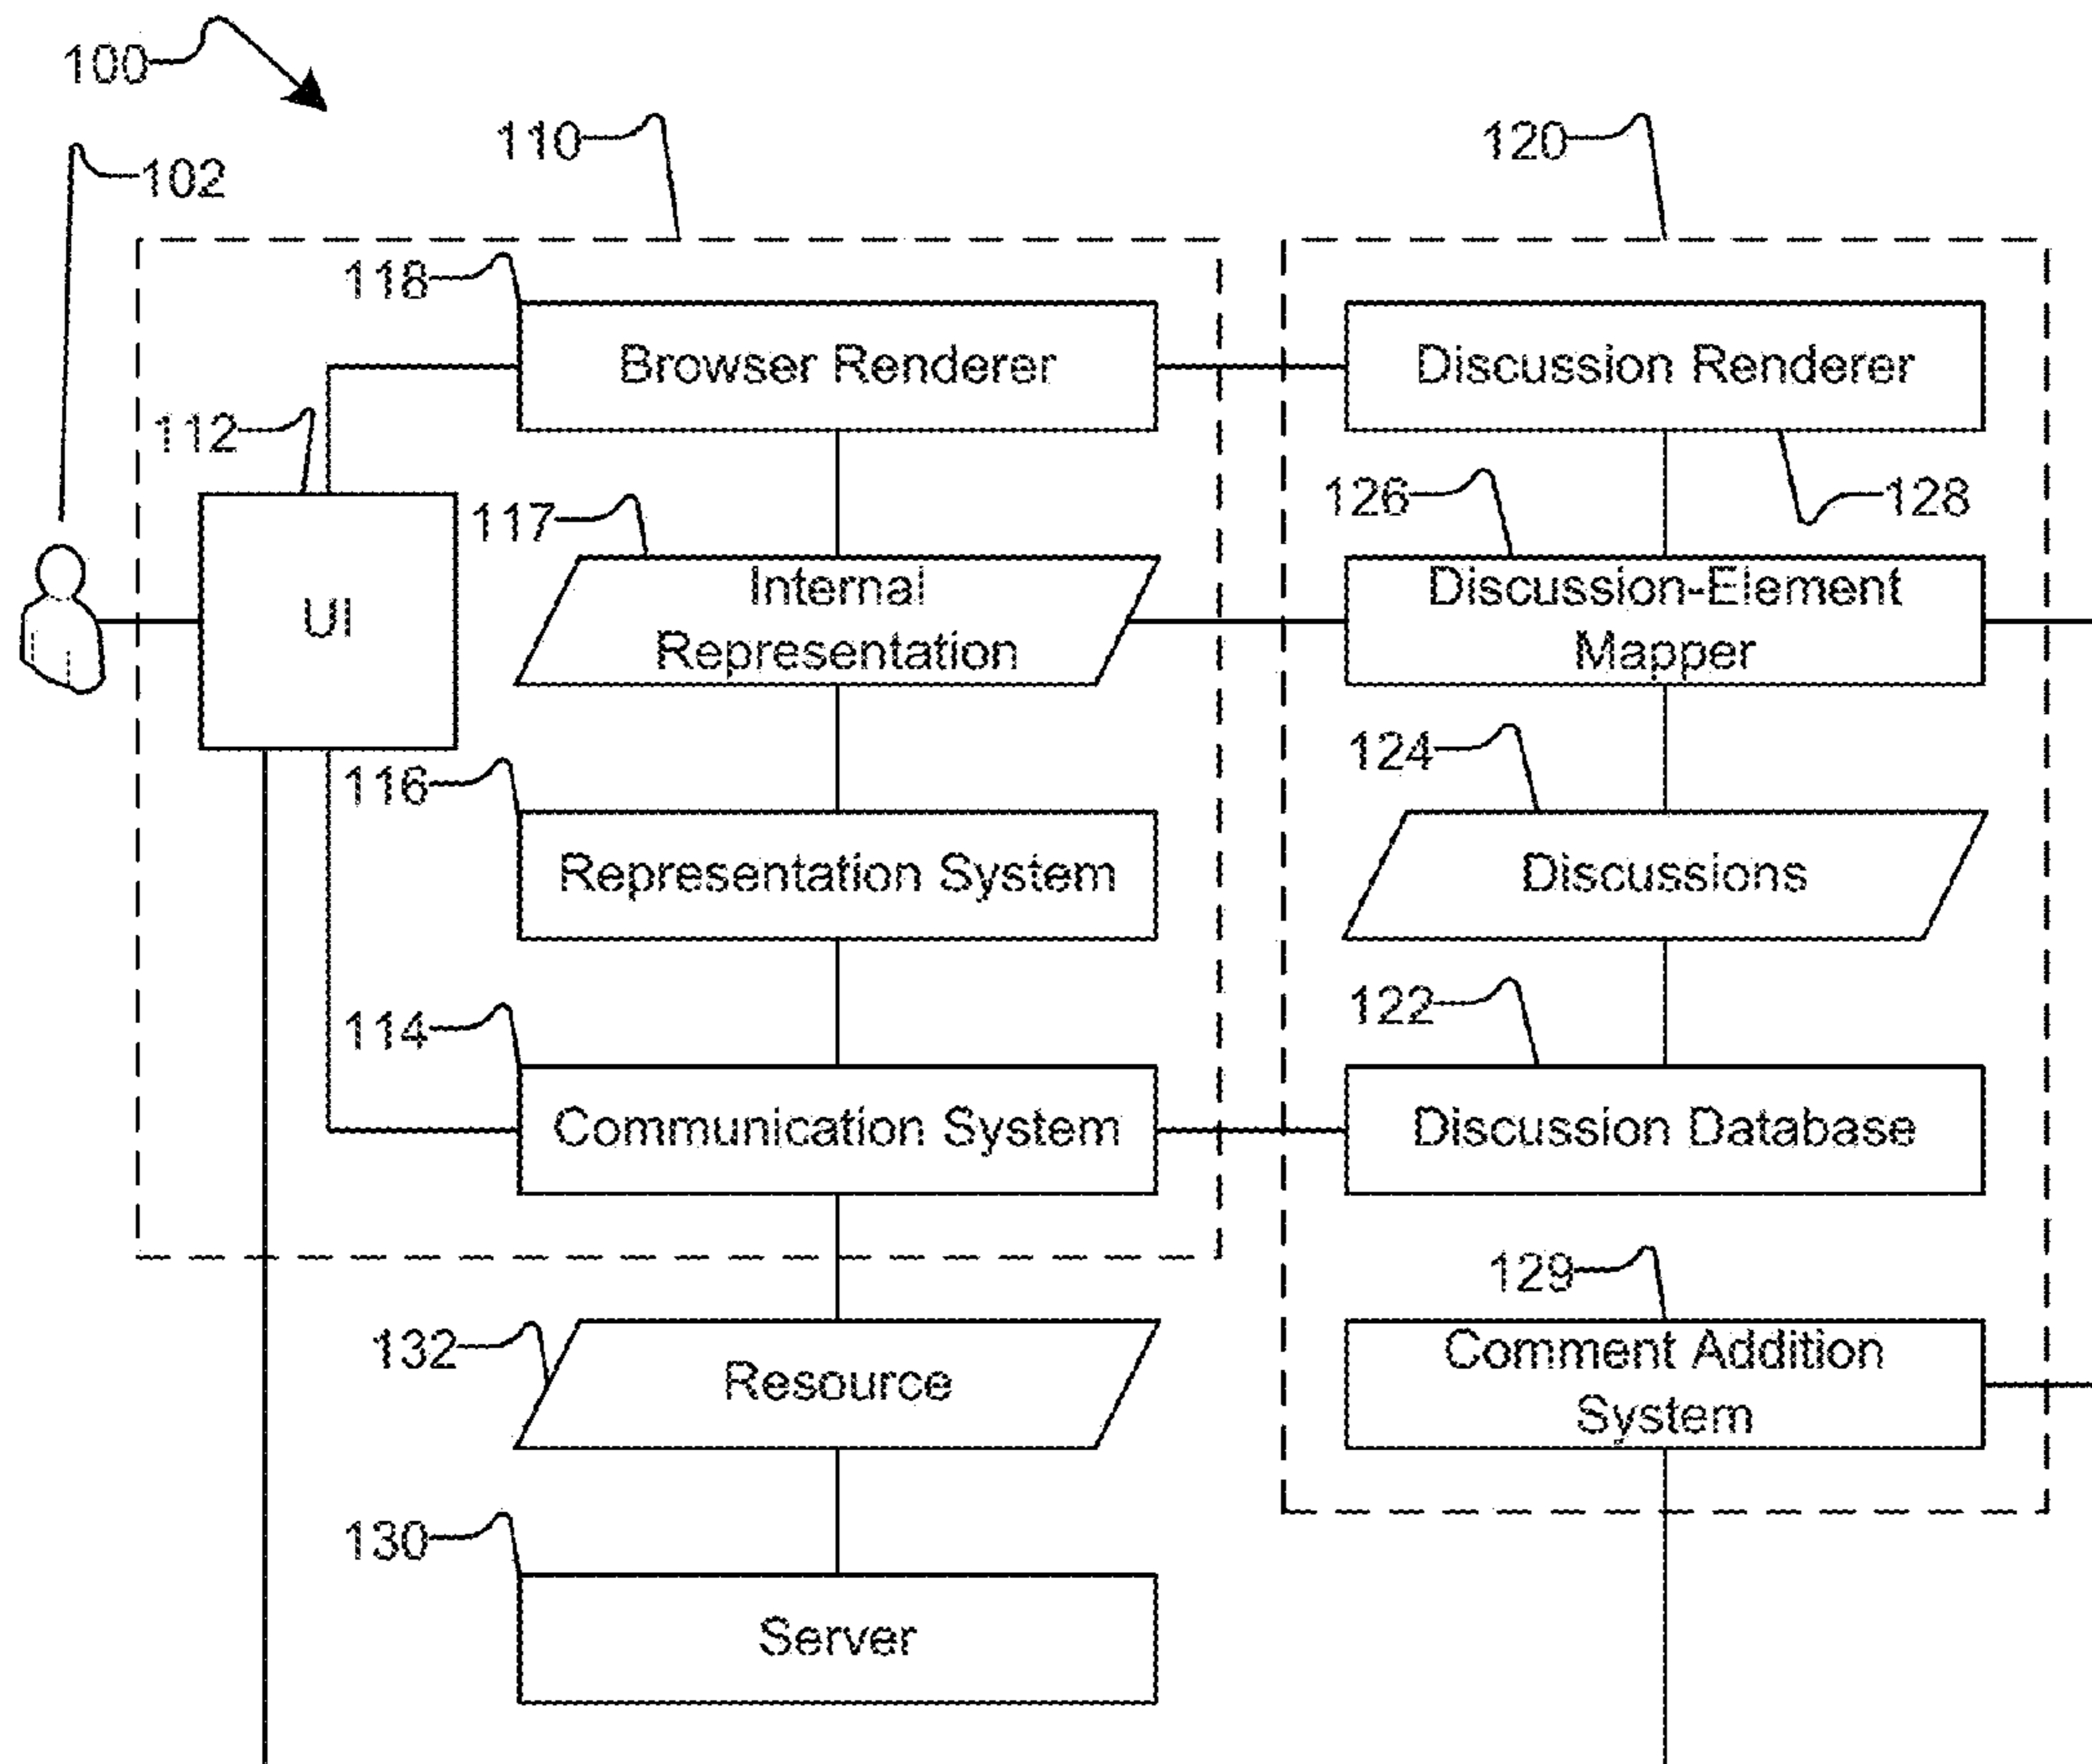 100
110
120
102
118
Browser Renderer
Discussion Renderer
112
117
126
128
UI
Internal
Representation
Discussion-Element
Mapper
116
124
Representation System
Discussions
114
122
Communication System
Discussion Database
132
129
Resource
Comment Addition
System
130
Server